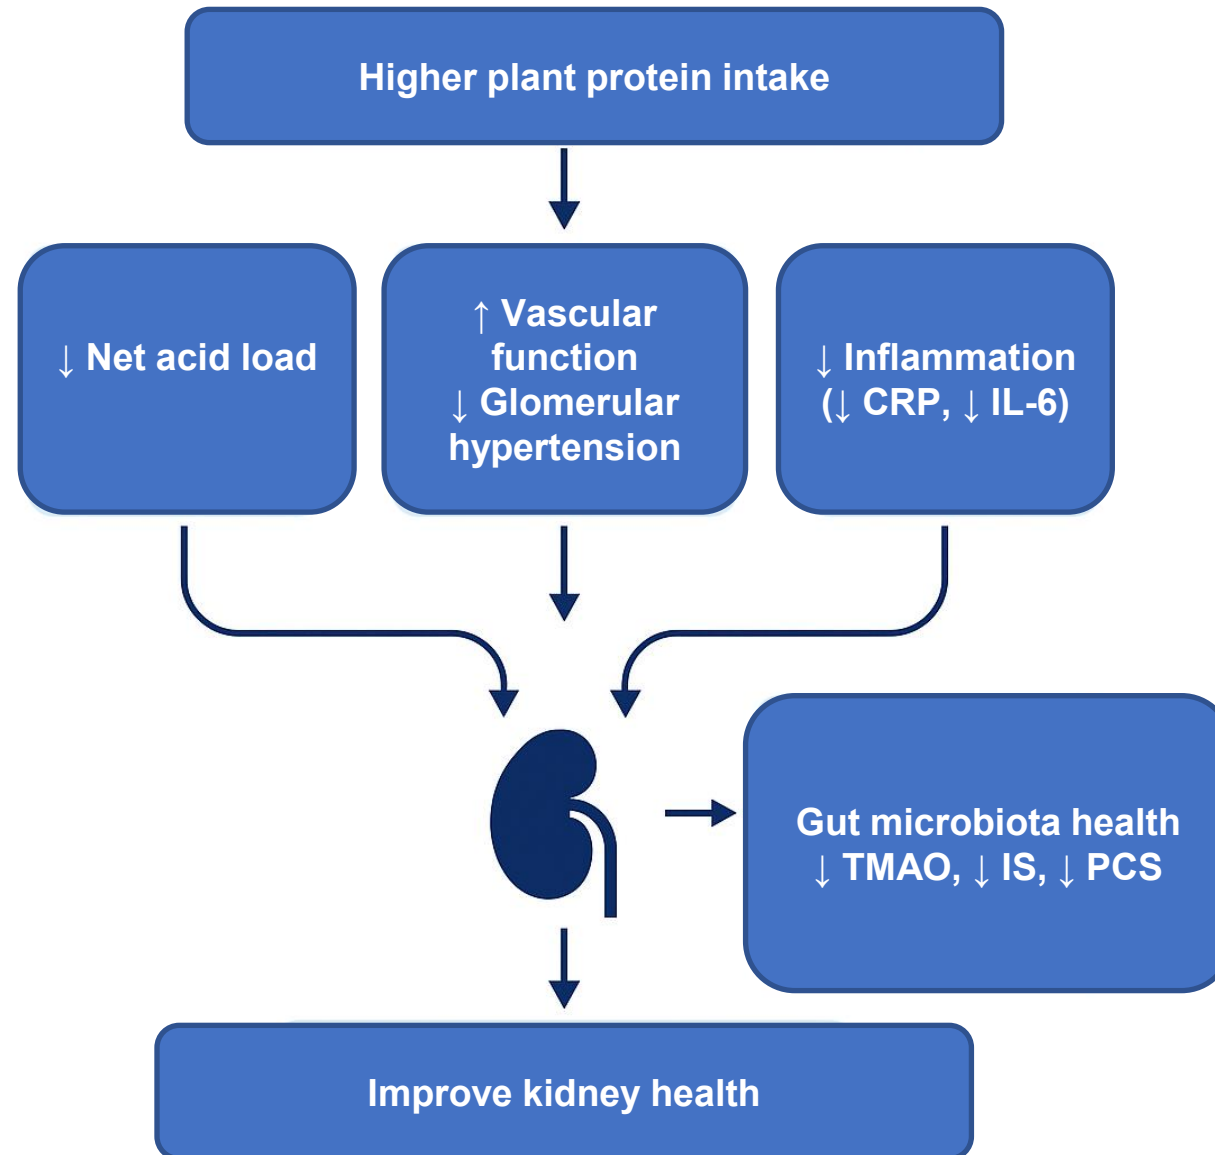 Higher plant protein intake
↓ Net acid load
↑ Vascular
function
↓ Glomerular
hypertension
↓ Inflammation
(↓ CRP, ↓ IL-6)
Gut microbiota health
↓ TMAO, ↓ IS, ↓ PCS
Improve kidney health